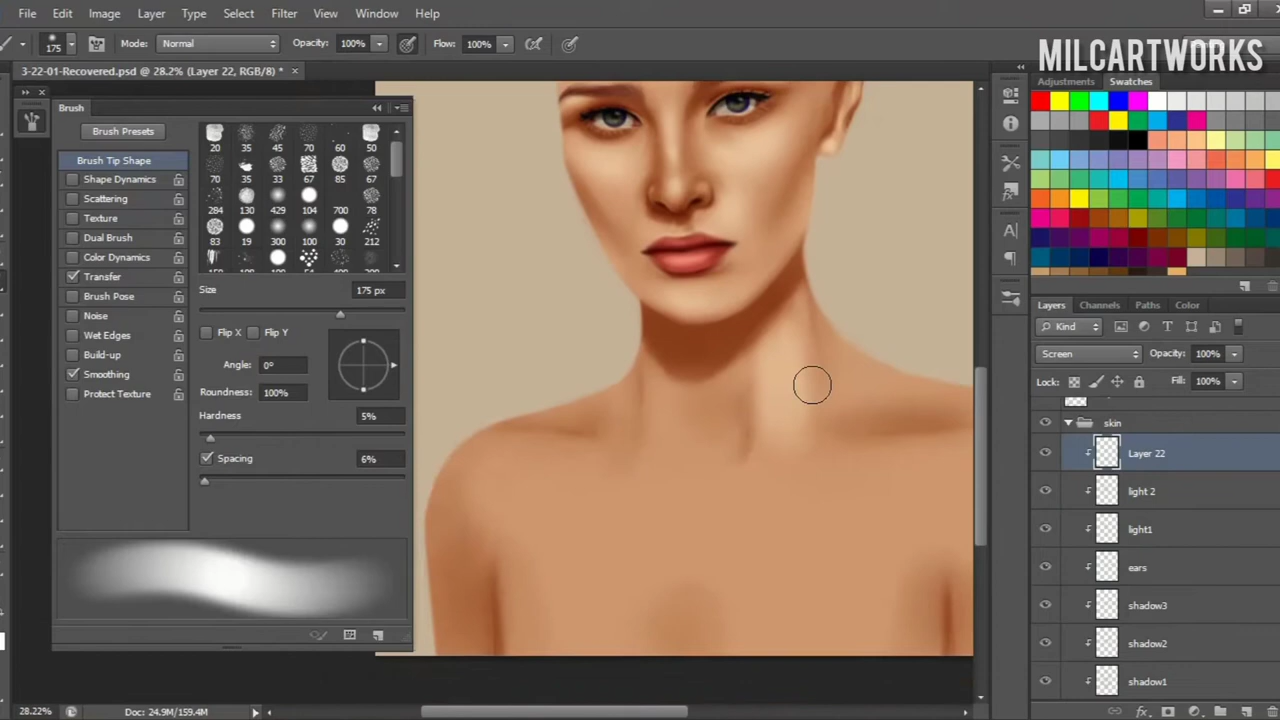 File Edit Image Layer Type Select Filter View Window Help
175 Mode: Normal Opacity: 100% Flow: 100%
MILCARTWORKS
3-22-01-Recovered.psd @ 28.2% (Layer 22, RGB/8) * ×
Adjustments Swatches
Brush
Brush Presets
Brush Tip Shape
Shape Dynamics
Scattering
Texture
Dual Brush
Color Dynamics
Transfer
Brush Pose
Noise
Wet Edges
Build-up
Smoothing
Protect Texture
20 35 45 70 60 50
70 35 33 67 85 67
284 130 429 104 700 78
83 19 300 100 30 212
Size 175 px
Flip X Flip Y
Angle: 0º
Roundness: 100%
Hardness 5%
Spacing 6%
Layers Channels Paths Color
Kind
Screen Opacity: 100%
Lock: Fill: 100%
skin
Layer 22
light 2
light1
ears
shadow3
shadow2
shadow1
28.22% Doc: 24.9M/159.4M